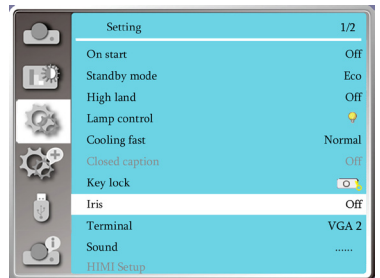 Setting 1/2
On start Off
Standby mode Eco
High land Off
Lamp control
Cooling fast Normal
Closed caption Off
Key lock
Iris Off
Terminal VGA 2
Sound ......
HIMI Setup